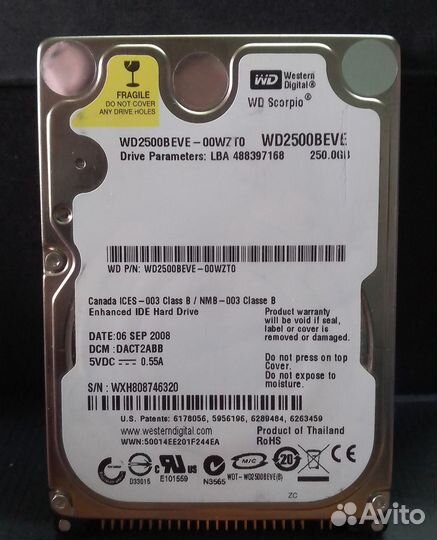 FRAGILE
DO NOT COVER
ANY DRIVE HOLES
WD Western Digital®
WD Scorpio®
WD2500BEVE-00WZT0 WD2500BEVE
Drive Parameters: LBA 488397168 250.0GB
WD P/N: WD2500BEVE-00WZT0
Canada ICES-003 Class B / NMB-003 Classe B
Enhanced IDE Hard Drive
DATE: 06 SEP 2008
DCM : DACT2ABB
5VDC 0.55A
Product warranty
will be void if seal,
label or cover is
removed or damaged.
Do not press on top
Cover.
Do not expose to
moisture.
S/N : WXH808746320
U.S. Patents: 6178056, 5956196, 6289484, 6263459
www.westerndigital.com Product of Thailand
WWN:50014EE201F244EA RoHS
D33015 E101559 N3565 WDT-WD2500BEVE(B)
MIC
20
CE
ZC
Avito